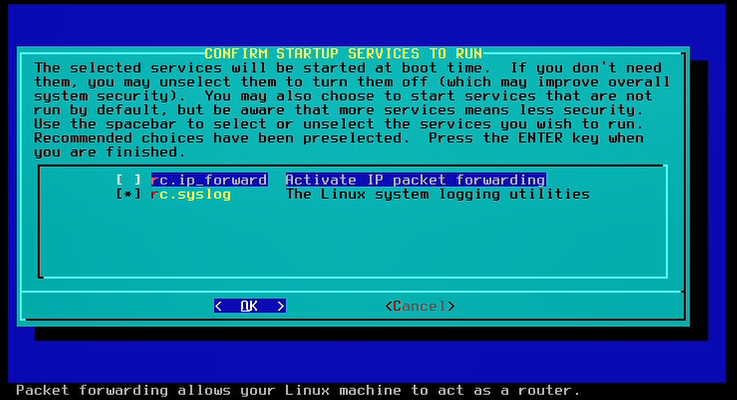 CONFIRM STARTUP SERVICES TO RUN
The selected services will be started at boot time.  If you don't need
them, you may unselect them to turn them off (which may improve overall
system security).  You may also choose to start services that are not
run by default, but be aware that more services means less security.
Use the spacebar to select or unselect the services you wish to run.
Recommended choices have been preselected.  Press the ENTER key when
you are finished.
[ ] rc.ip_forward  Activate IP packet forwarding
[*] rc.syslog      The Linux system logging utilities
<  OK  > <Cancel>
Packet forwarding allows your Linux machine to act as a router.